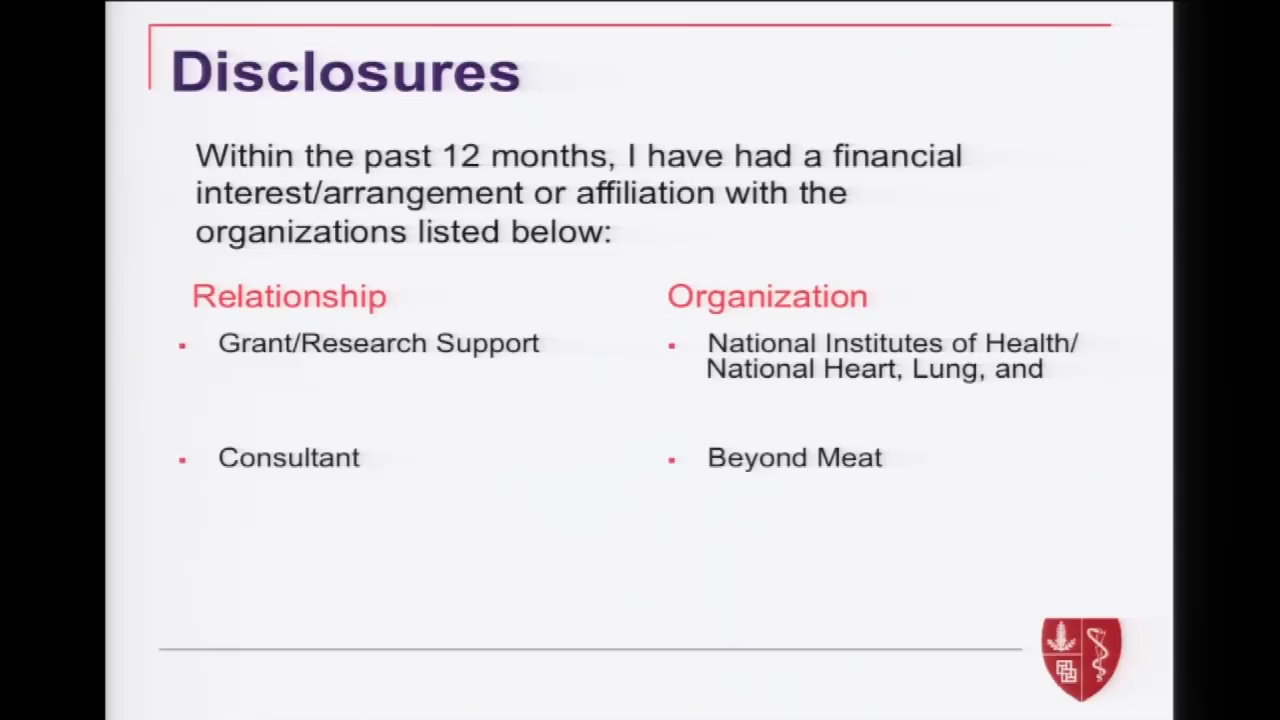 Disclosures
Within the past 12 months, I have had a financial
interest/arrangement or affiliation with the
organizations listed below:
Relationship
Organization
▪ Grant/Research Support
▪ National Institutes of Health/
National Heart, Lung, and
▪ Consultant
▪ Beyond Meat